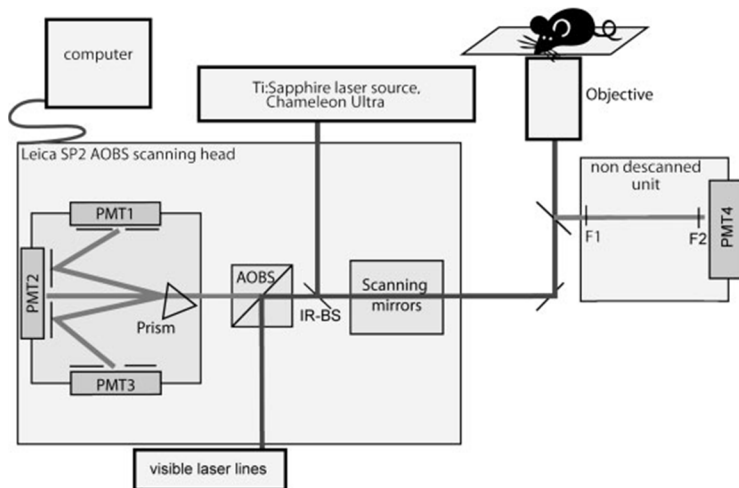 computer
Ti:Sapphire laser source,
Chameleon Ultra
Objective
Leica SP2 AOBS scanning head
non descanned
unit
PMT1
PMT2
PMT3
PMT4
Prism
AOBS
IR-BS
Scanning
mirrors
F1
F2
visible laser lines